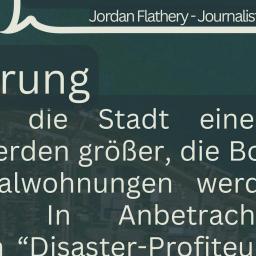 Jordan Flathery - Journalist
rung
die Stadt eine
erden größer, die Bo
alwohnungen werd
In Anbetrach
“Disaster-Profiteu